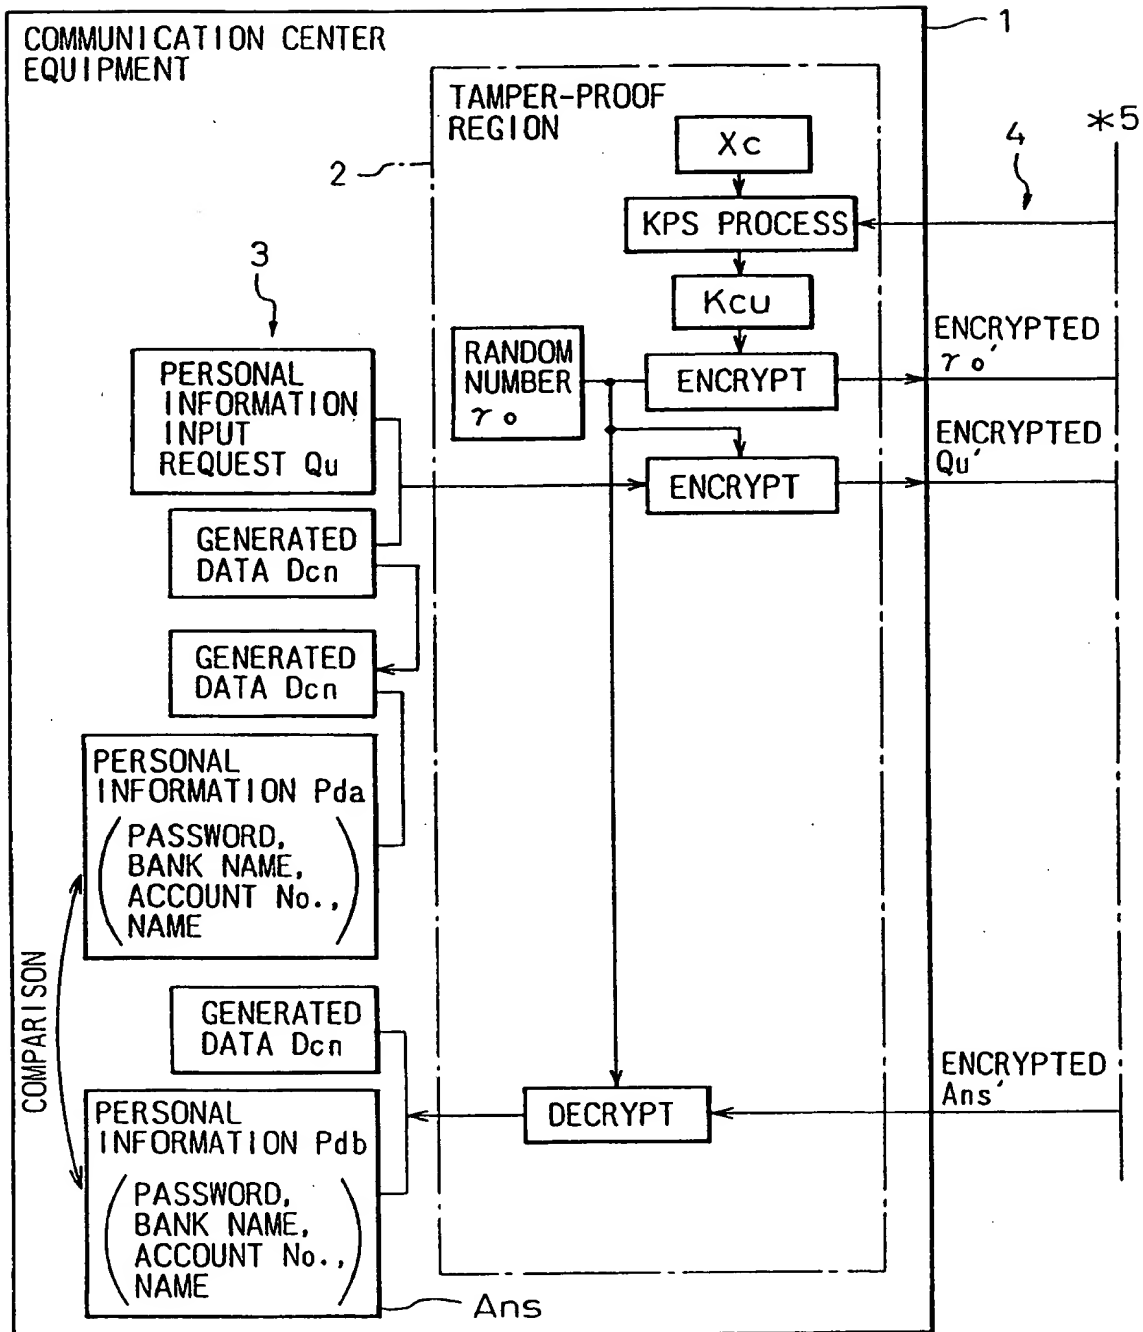 COMMUNICATION CENTER
EQUIPMENT
1
TAMPER-PROOF
REGION
2
Xc
4
*5
KPS PROCESS
3
Kcu
RANDOM
NUMBER
γo
ENCRYPT
ENCRYPTED
γo′
PERSONAL
INFORMATION
INPUT
REQUEST Qu
ENCRYPT
ENCRYPTED
Qu′
GENERATED
DATA Dcn
GENERATED
DATA Dcn
PERSONAL
INFORMATION Pda
PASSWORD,
BANK NAME,
ACCOUNT No.,
NAME
COMPARISON
GENERATED
DATA Dcn
DECRYPT
ENCRYPTED
Ans′
PERSONAL
INFORMATION Pdb
PASSWORD,
BANK NAME,
ACCOUNT No.,
NAME
Ans